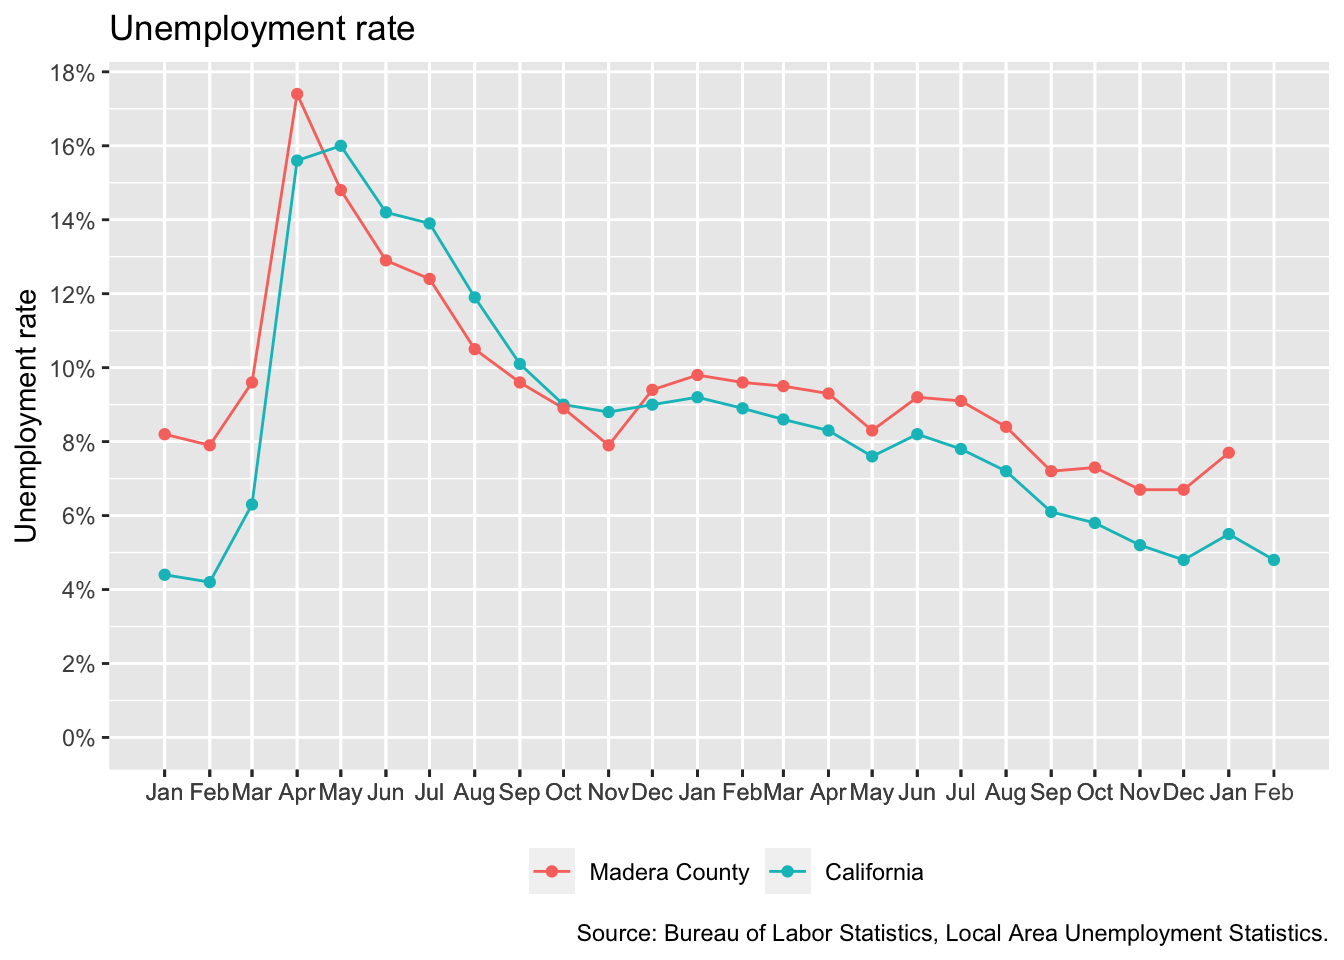 Unemployment rate
18%
16%
14%
12%
10%
8%
6%
4%
2%
0%
Unemployment rate
Jan Feb Mar Apr May Jun Jul Aug Sep Oct Nov Dec Jan Feb Mar Apr May Jun Jul Aug Sep Oct Nov Dec Jan Feb
Madera County California
Source: Bureau of Labor Statistics, Local Area Unemployment Statistics.